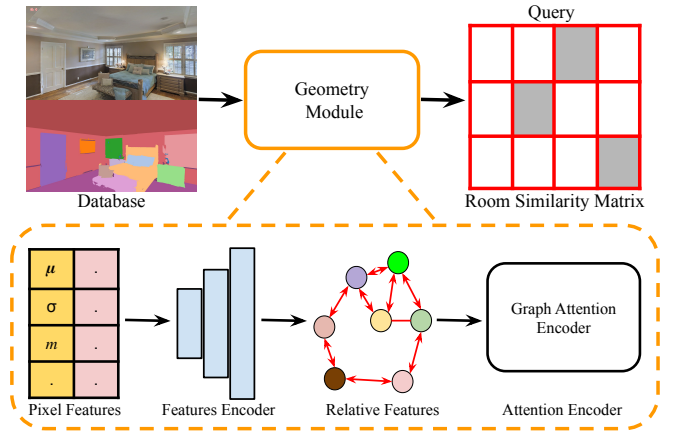 Query
Geometry
Module
Database
Room Similarity Matrix
μ .
σ .
m .
. .
Graph Attention
Encoder
Pixel Features
Features Encoder
Relative Features
Attention Encoder